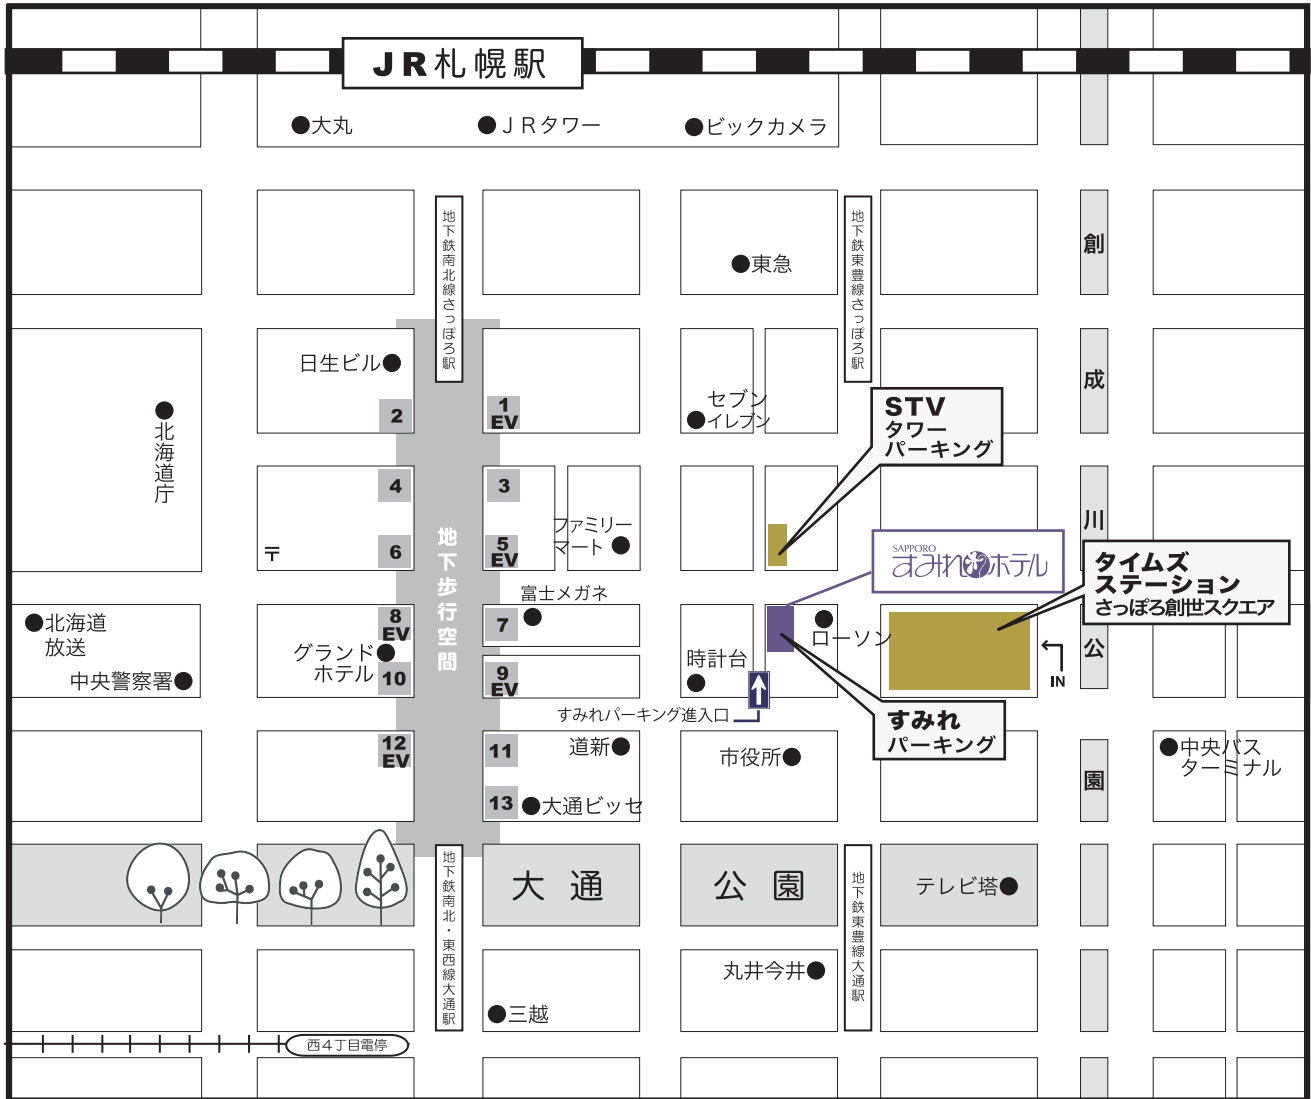 JR札幌駅
大丸
JRタワー
ビックカメラ
地下鉄南北線さっぽろ駅
地下鉄東豊線さっぽろ駅
東急
創
成
川
公
園
日生ビル
2
1
EV
セブン
イレブン
STV
タワー
パーキング
北海道庁
4
3
6
5
EV
〒
ファミリー
マート
地下歩行空間
SAPPORO
すみれホテル
タイムズ
ステーション
さっぽろ創世スクエア
富士メガネ
北海道
放送
8
EV
7
ローソン
グランド
ホテル
中央警察署
10
9
EV
時計台
IN
すみれパーキング進入口
すみれ
パーキング
12
EV
11
道新
市役所
中央バス
ターミナル
13
大通ビッセ
大通
公園
テレビ塔
地下鉄南北・東西線大通駅
地下鉄東豊線大通駅
丸井今井
三越
西4丁目電停